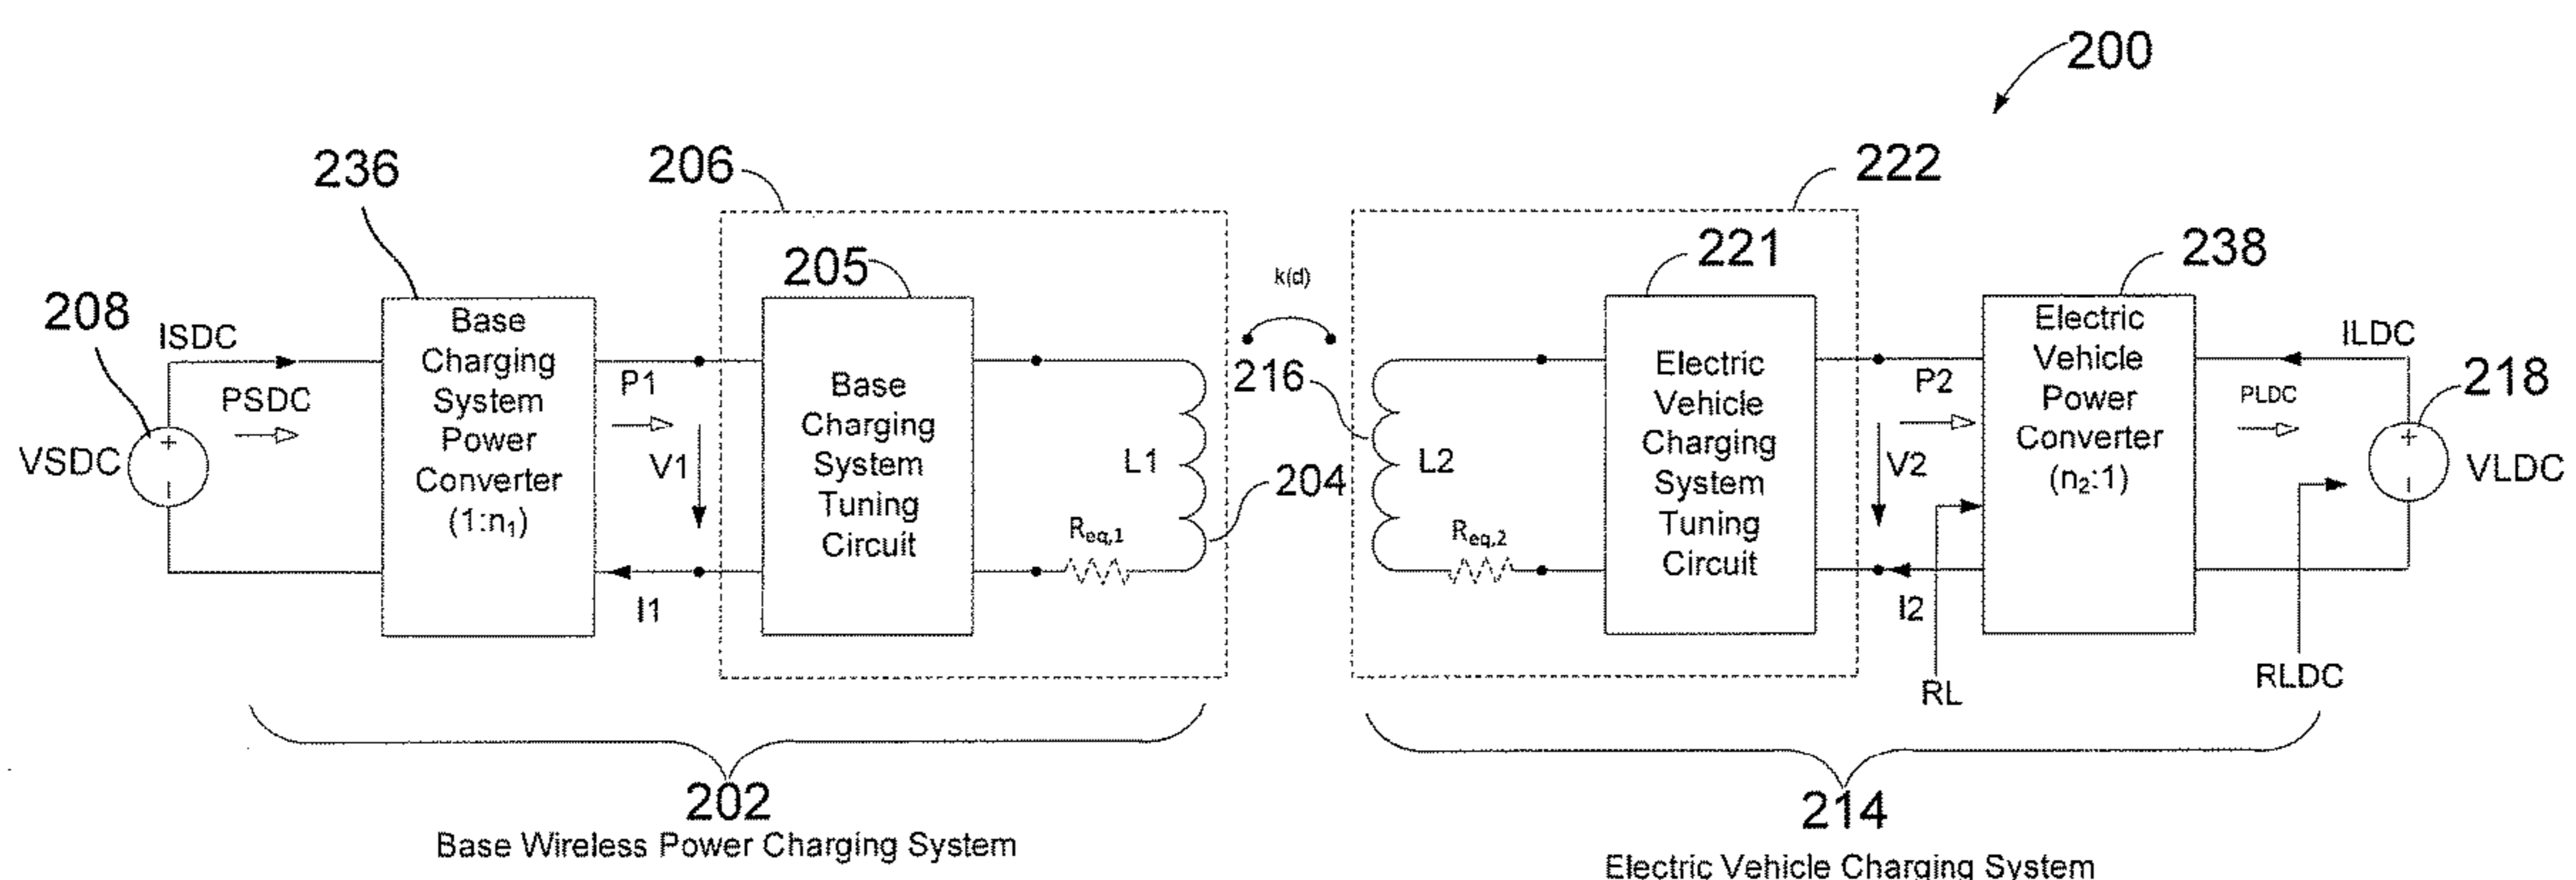 200
236
206
222
205
221
238
k(d)
208
ISDC
PSDC
VSDC
Base
Charging
System
Power
Converter
(1:n₁)
P1
V1
I1
Base
Charging
System
Tuning
Circuit
L1
Req,1
204
216
L2
Req,2
Electric
Vehicle
Charging
System
Tuning
Circuit
P2
V2
I2
RL
Electric
Vehicle
Power
Converter
(n₂:1)
ILDC
PLDC
218
VLDC
RLDC
202
Base Wireless Power Charging System
214
Electric Vehicle Charging System